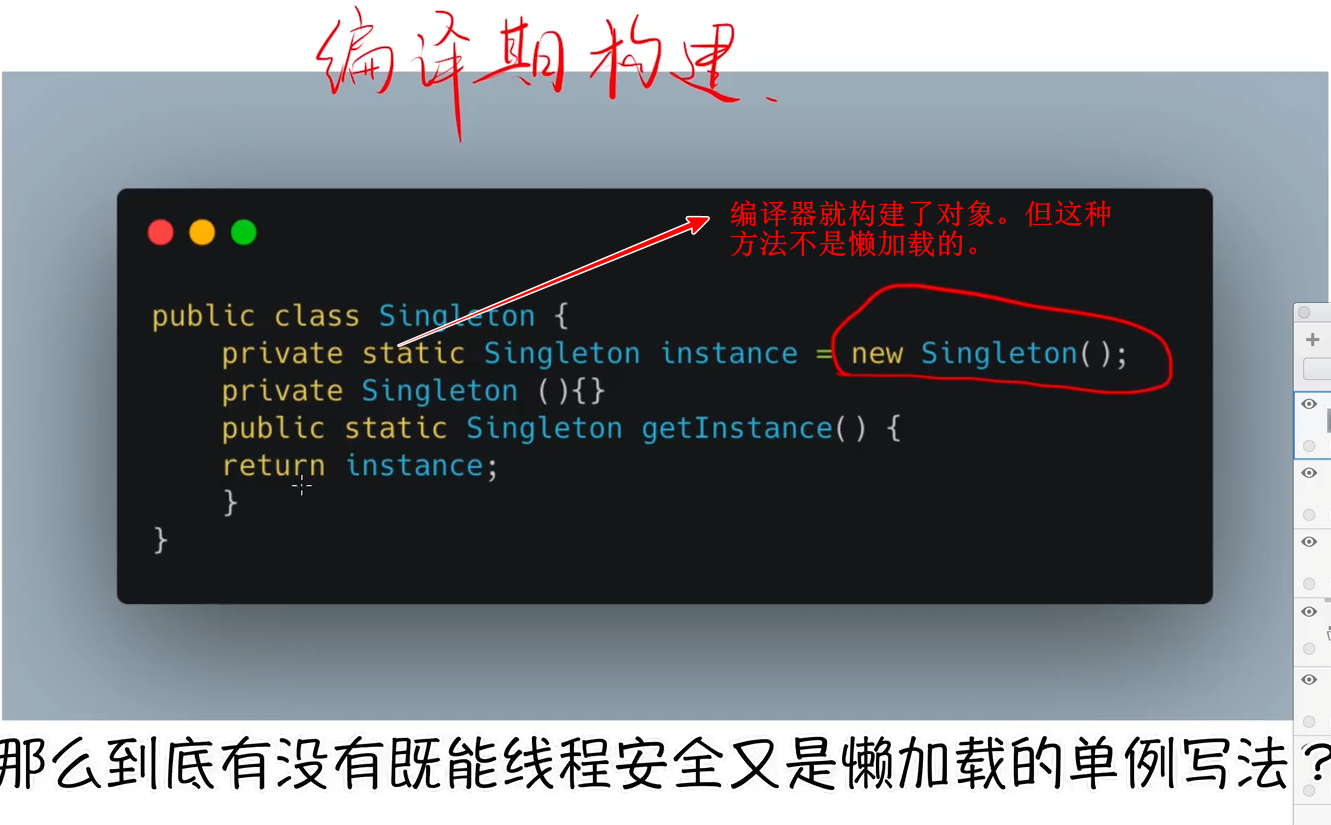 编译期构建.
编译器就构建了对象。但这种
方法不是懒加载的。
public class Singleton {
    private static Singleton instance = new Singleton();
    private Singleton (){}
    public static Singleton getInstance() {
    return instance;
    }
}
那么到底有没有既能线程安全又是懒加载的单例写法？